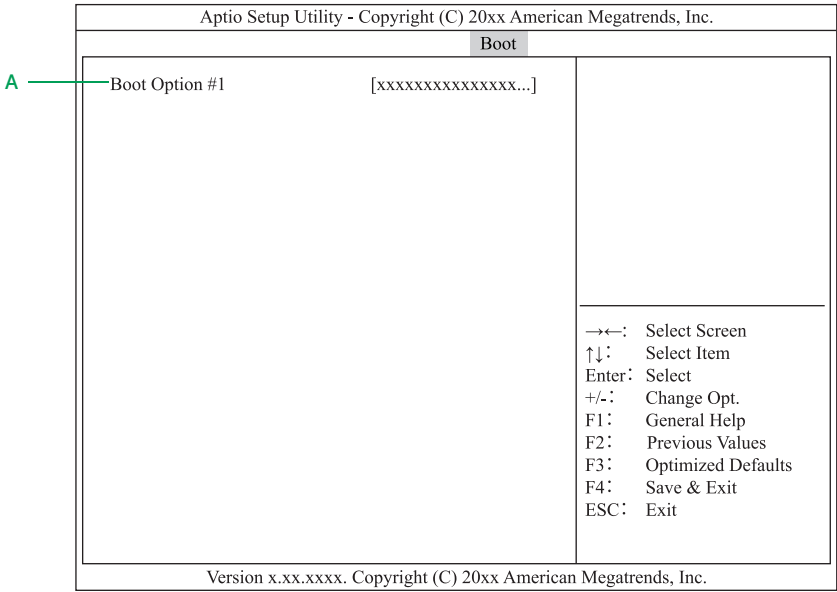 Aptio Setup Utility - Copyright (C) 20xx American Megatrends, Inc.
Boot
A
Boot Option #1 [xxxxxxxxxxxxxxx...]
→←: Select Screen
↑↓: Select Item
Enter: Select
+/-: Change Opt.
F1: General Help
F2: Previous Values
F3: Optimized Defaults
F4: Save & Exit
ESC: Exit
Version x.xx.xxxx. Copyright (C) 20xx American Megatrends, Inc.